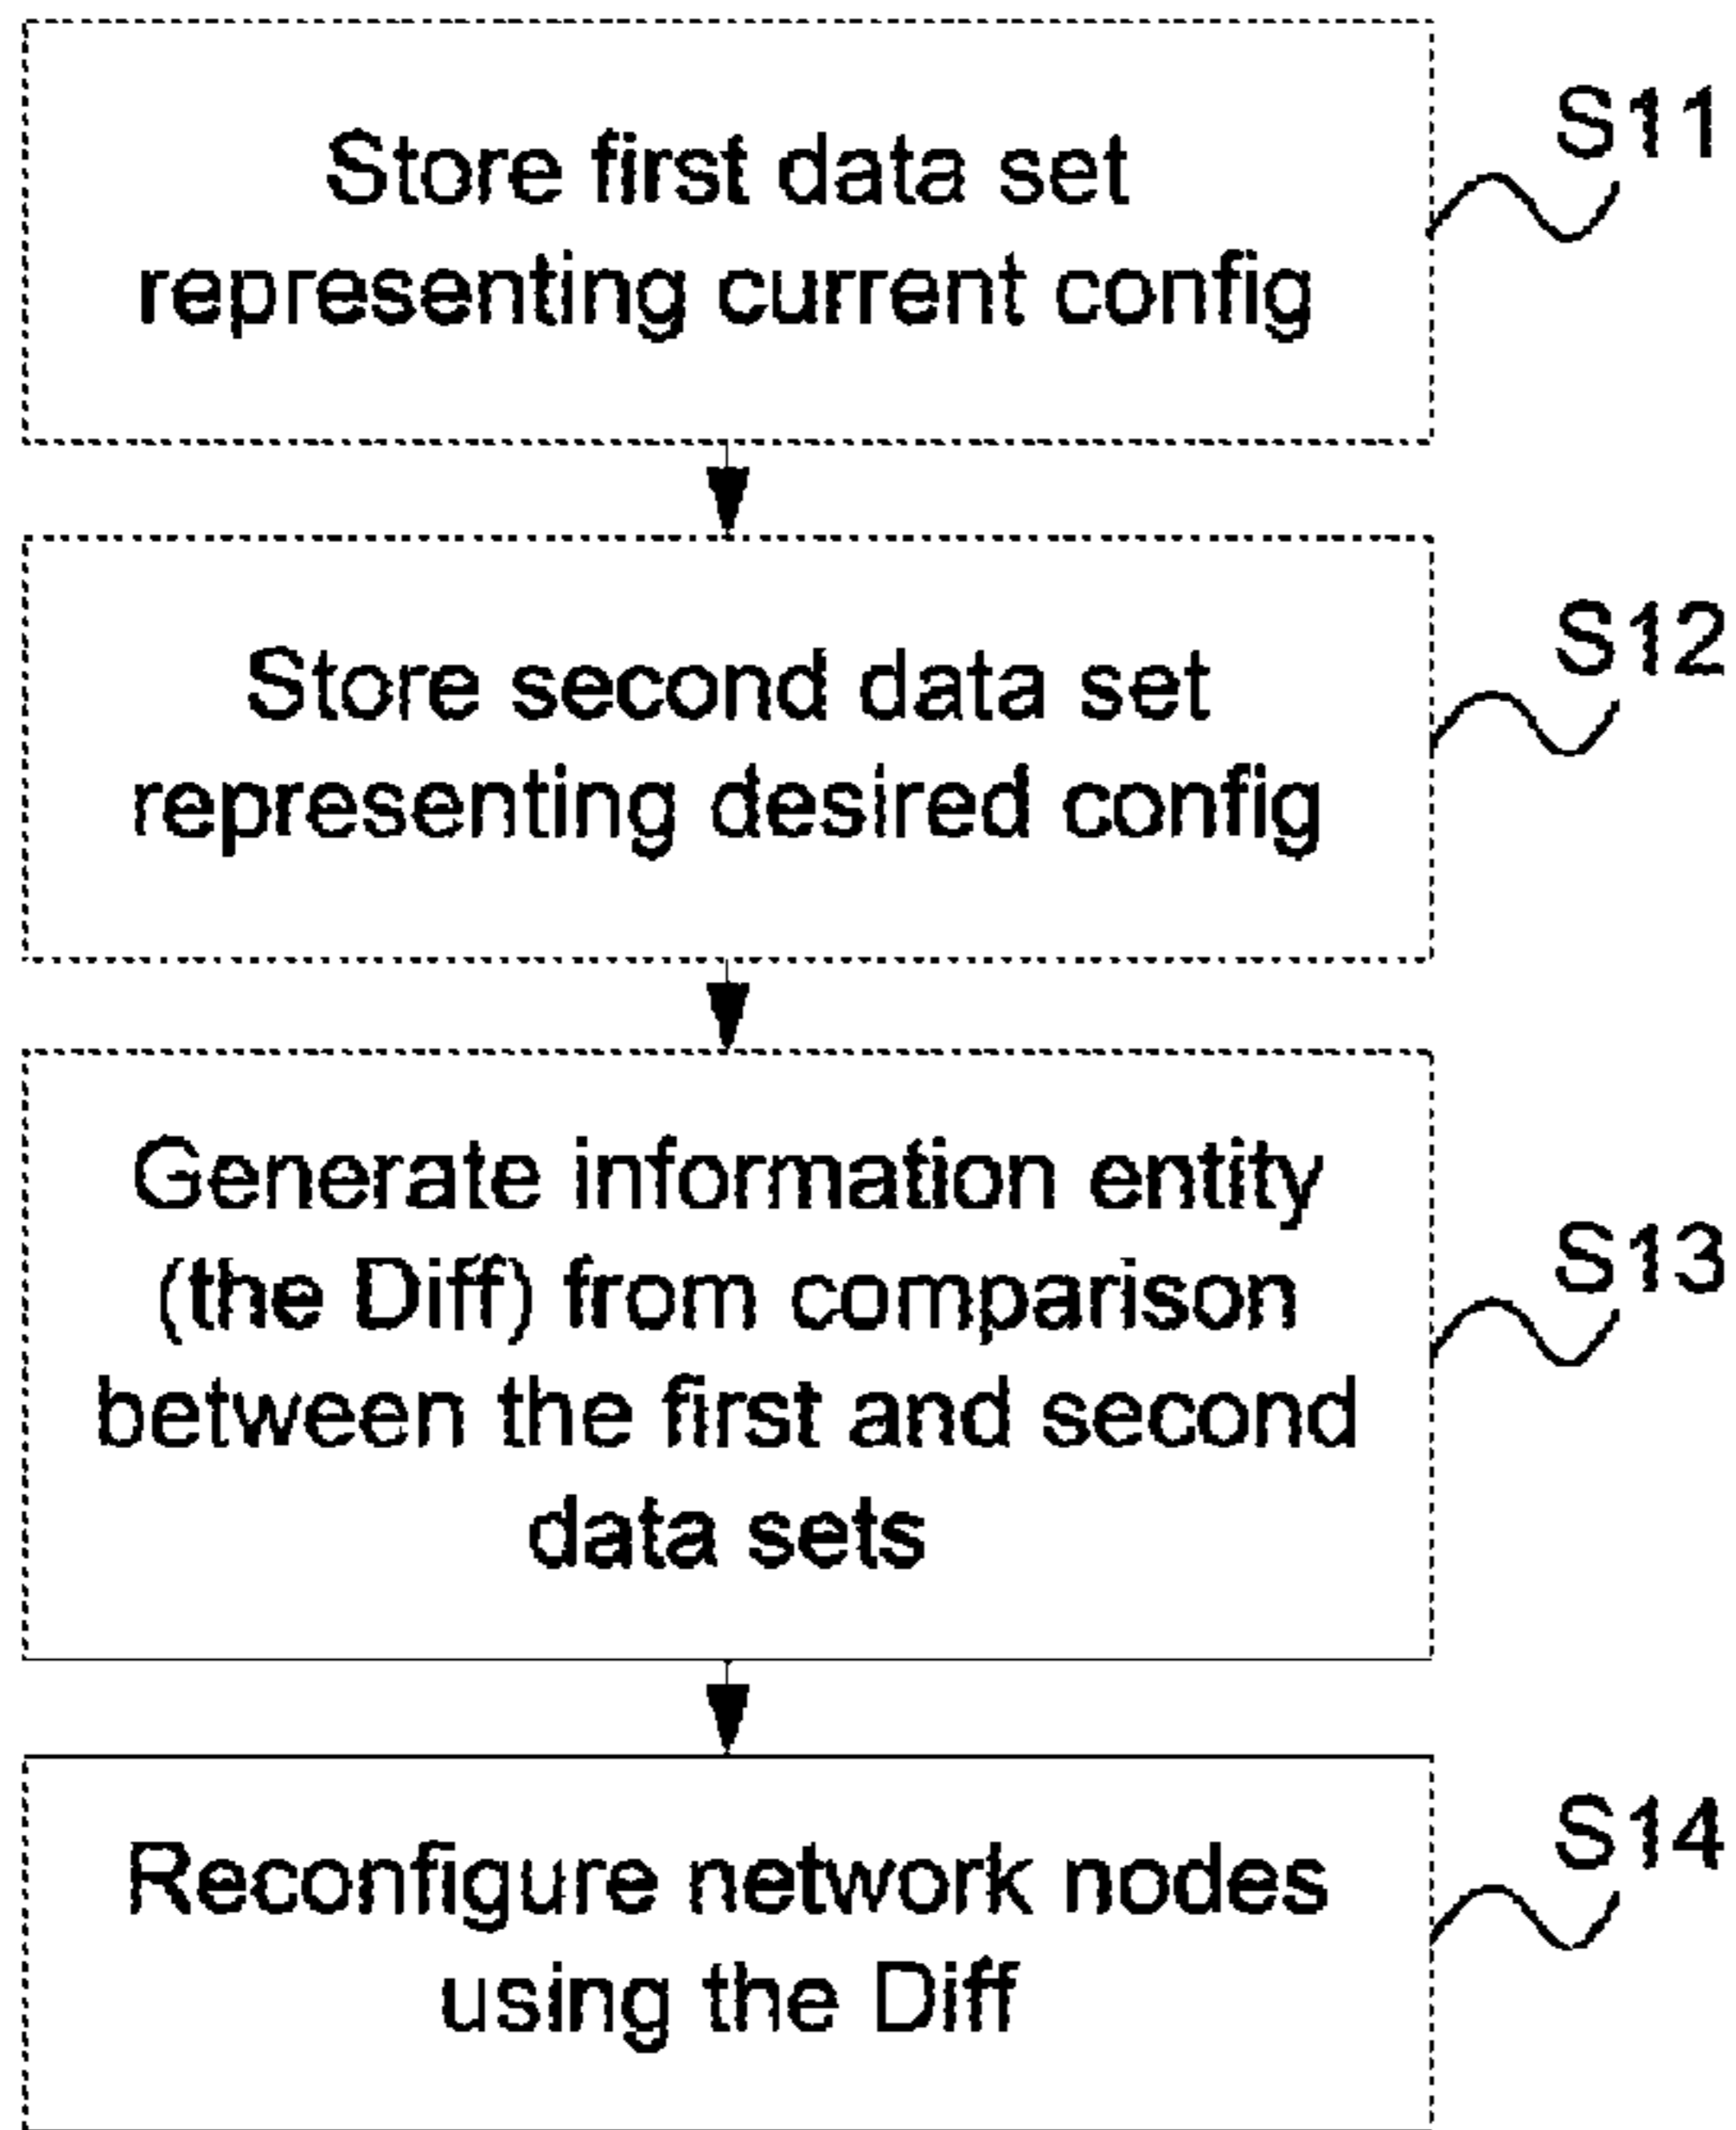 Store first data set
representing current config
S11
Store second data set
representing desired config
S12
Generate information entity
(the Diff) from comparison
between the first and second
data sets
S13
Reconfigure network nodes
using the Diff
S14